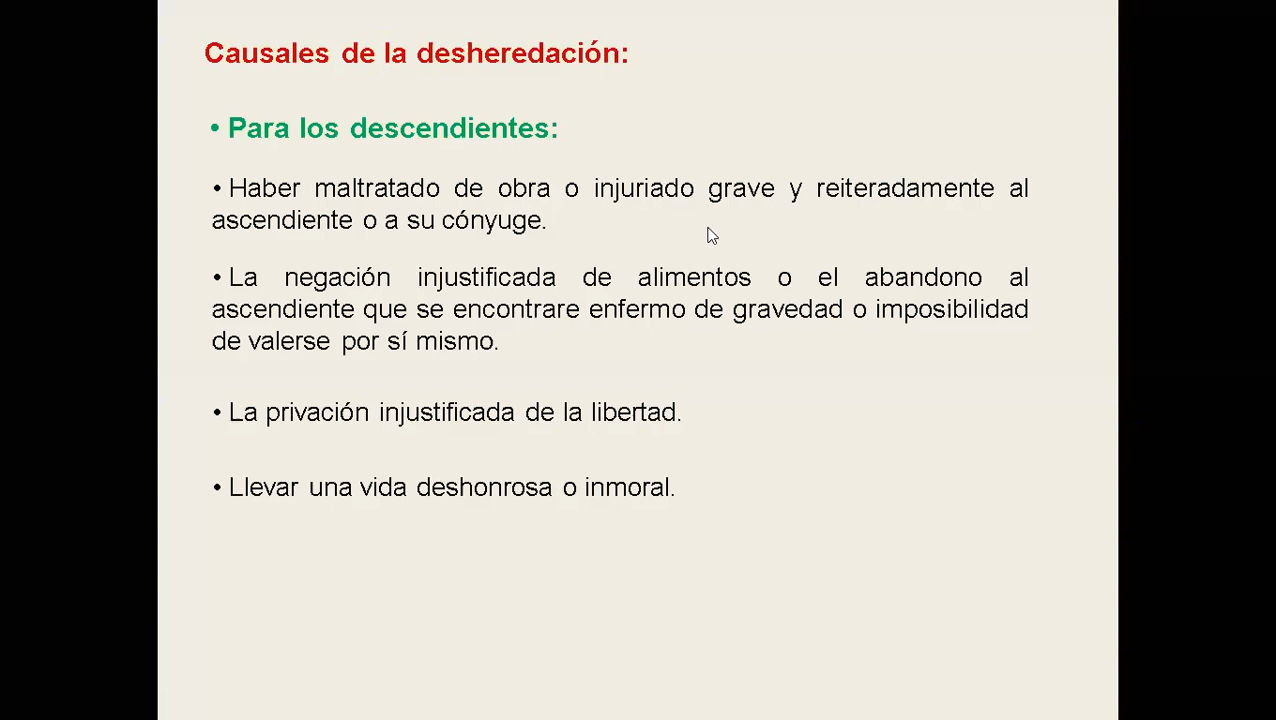 Causales de la desheredación:
• Para los descendientes:
• Haber maltratado de obra o injuriado grave y reiteradamente al
ascendiente o a su cónyuge.
• La negación injustificada de alimentos o el abandono al
ascendiente que se encontrare enfermo de gravedad o imposibilidad
de valerse por sí mismo.
• La privación injustificada de la libertad.
• Llevar una vida deshonrosa o inmoral.